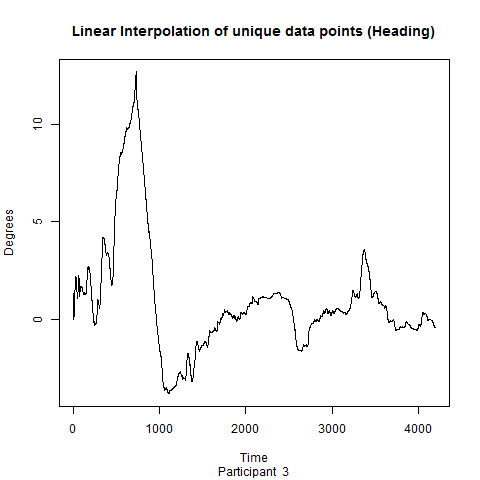 Linear Interpolation of unique data points (Heading)
Degrees
10
5
0
0 1000 2000 3000 4000
Time
Participant 3